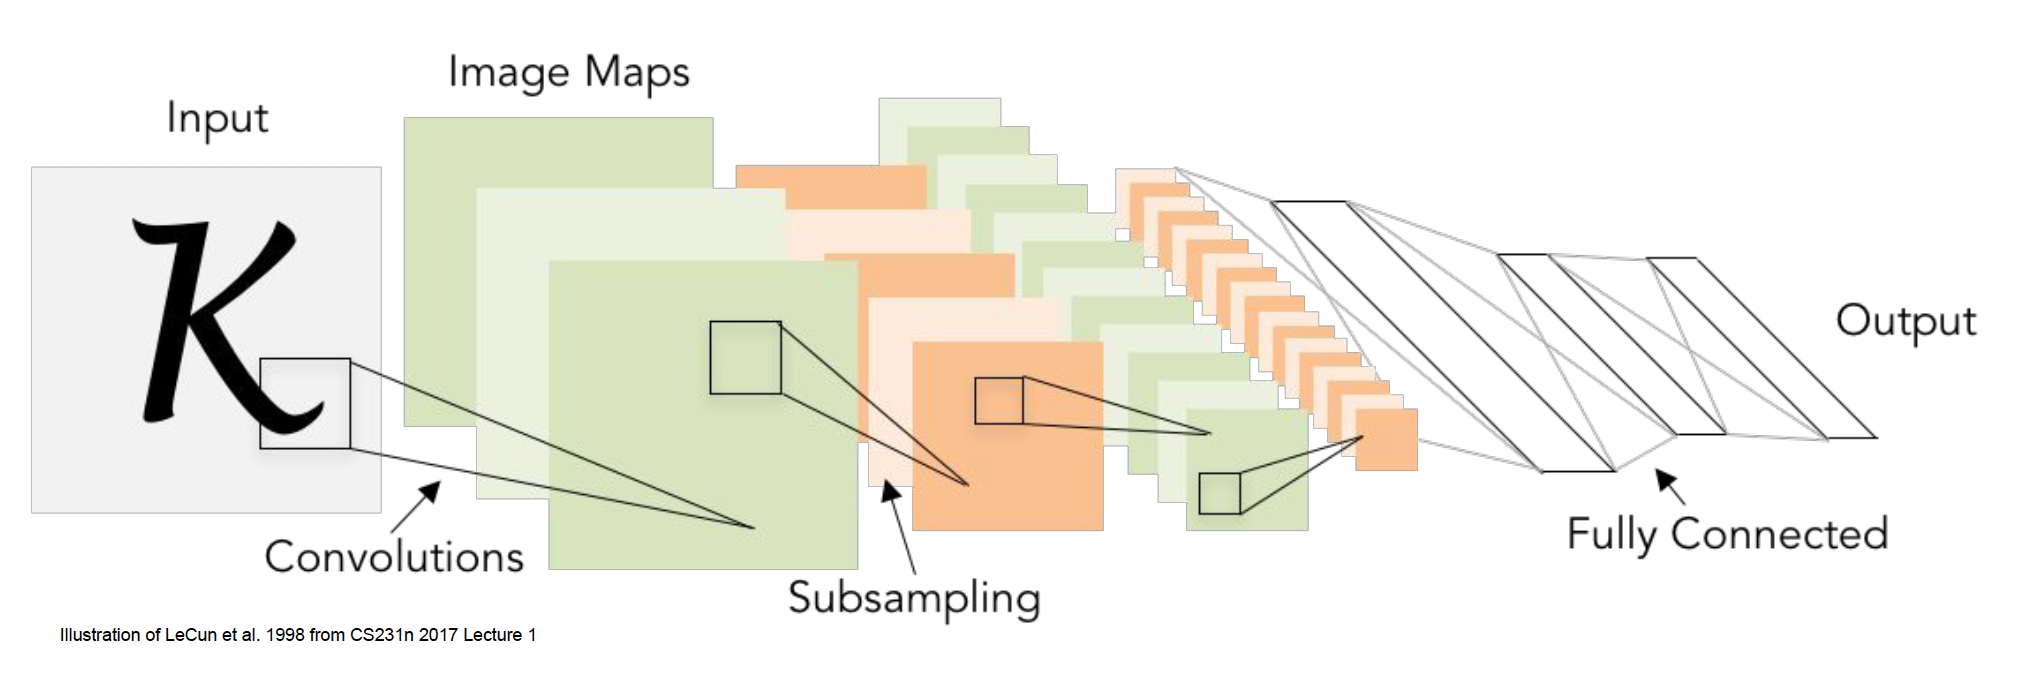 Input
Image Maps
K
Convolutions
Subsampling
Fully Connected
Output
Illustration of LeCun et al. 1998 from CS231n 2017 Lecture 1